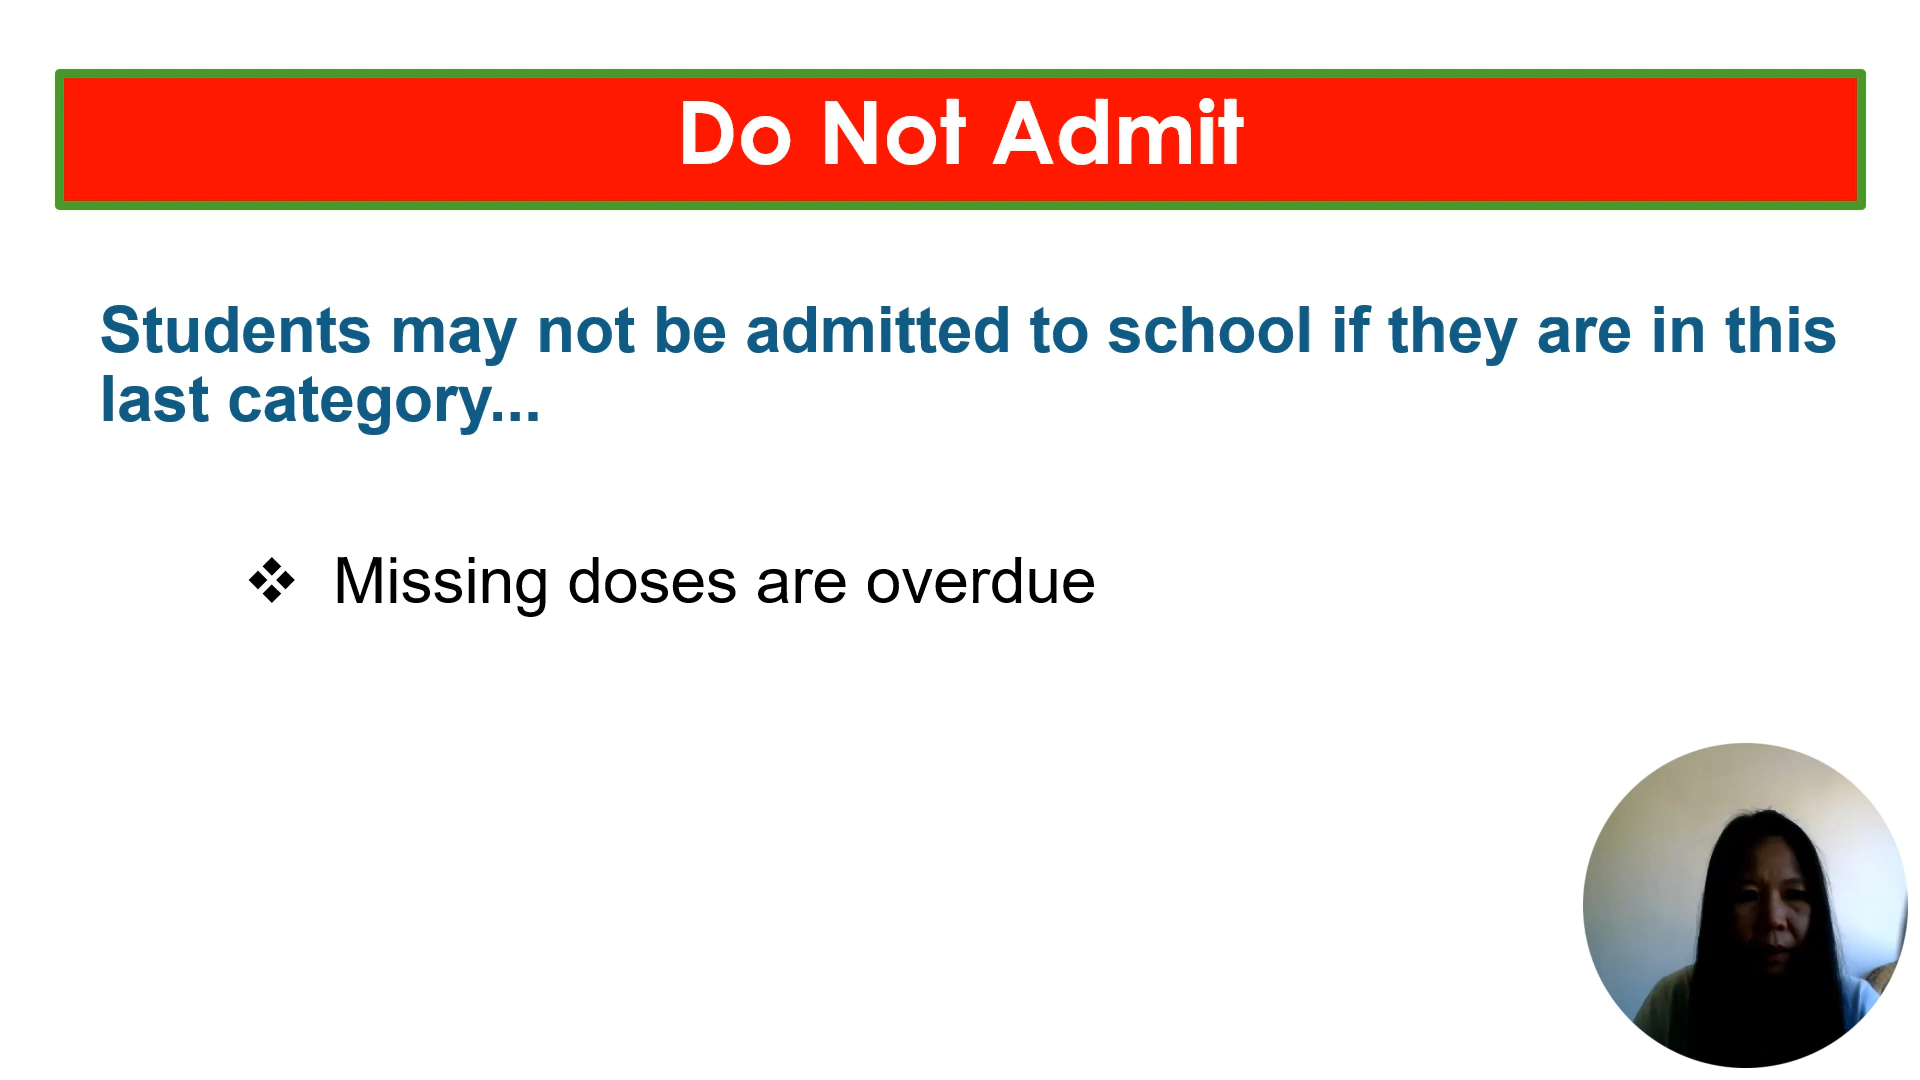 Do Not Admit
Students may not be admitted to school if they are in this
last category...
❖ Missing doses are overdue